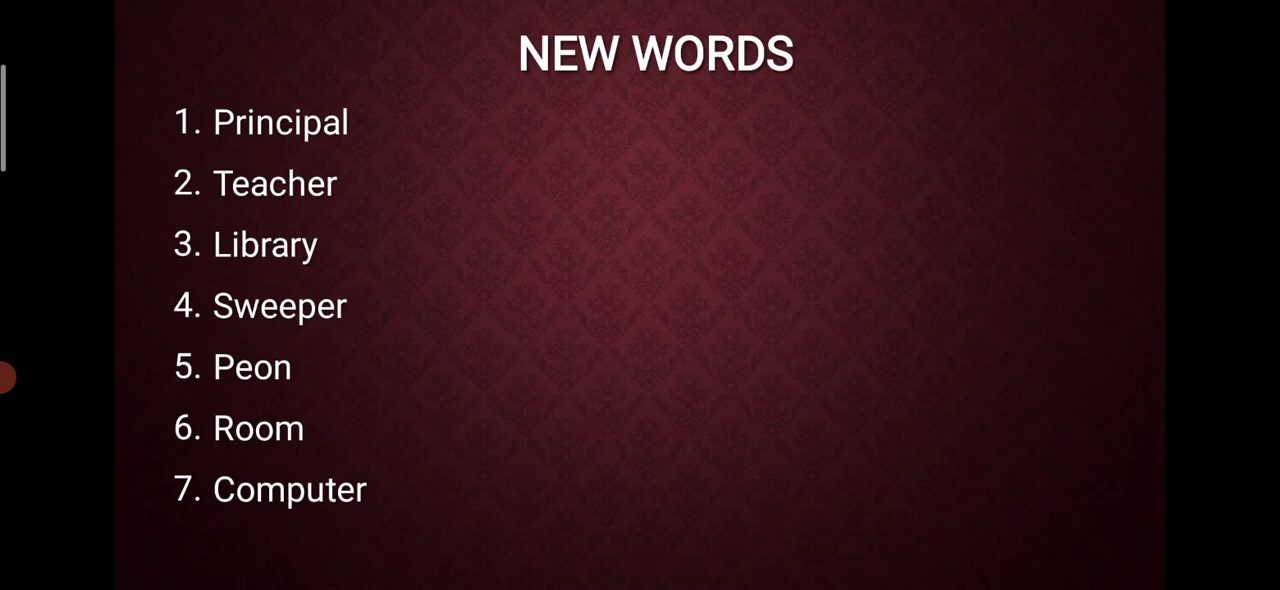 NEW WORDS
1. Principal
2. Teacher
3. Library
4. Sweeper
5. Peon
6. Room
7. Computer